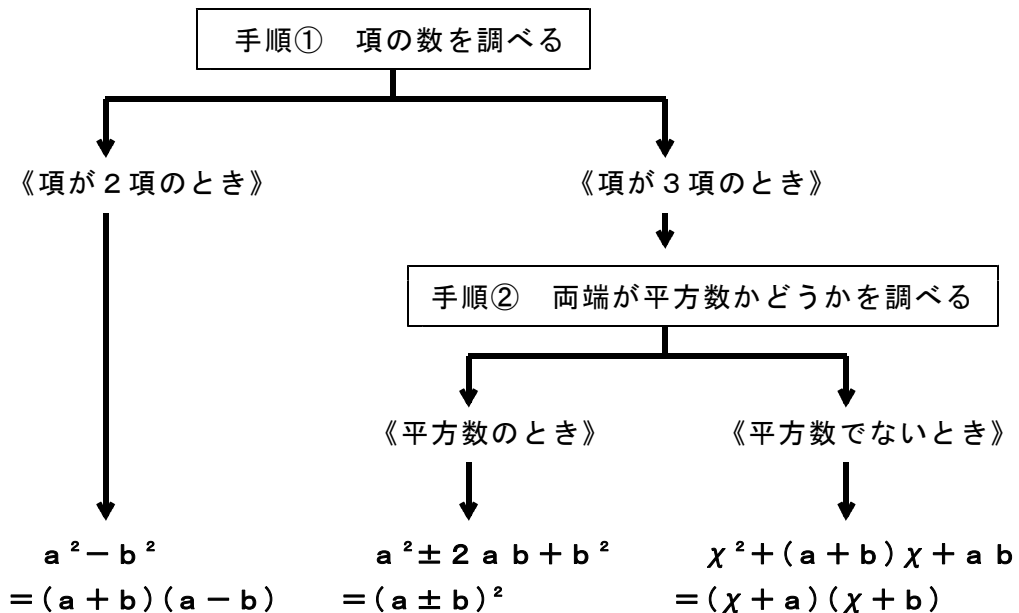 手順① 項の数を調べる
《項が2項のとき》
《項が3項のとき》
手順② 両端が平方数かどうかを調べる
《平方数のとき》
《平方数でないとき》
a²－b²
＝(a＋b)(a－b)
a²±2ab＋b²
＝(a±b)²
χ²＋(a＋b)χ＋ab
＝(χ＋a)(χ＋b)